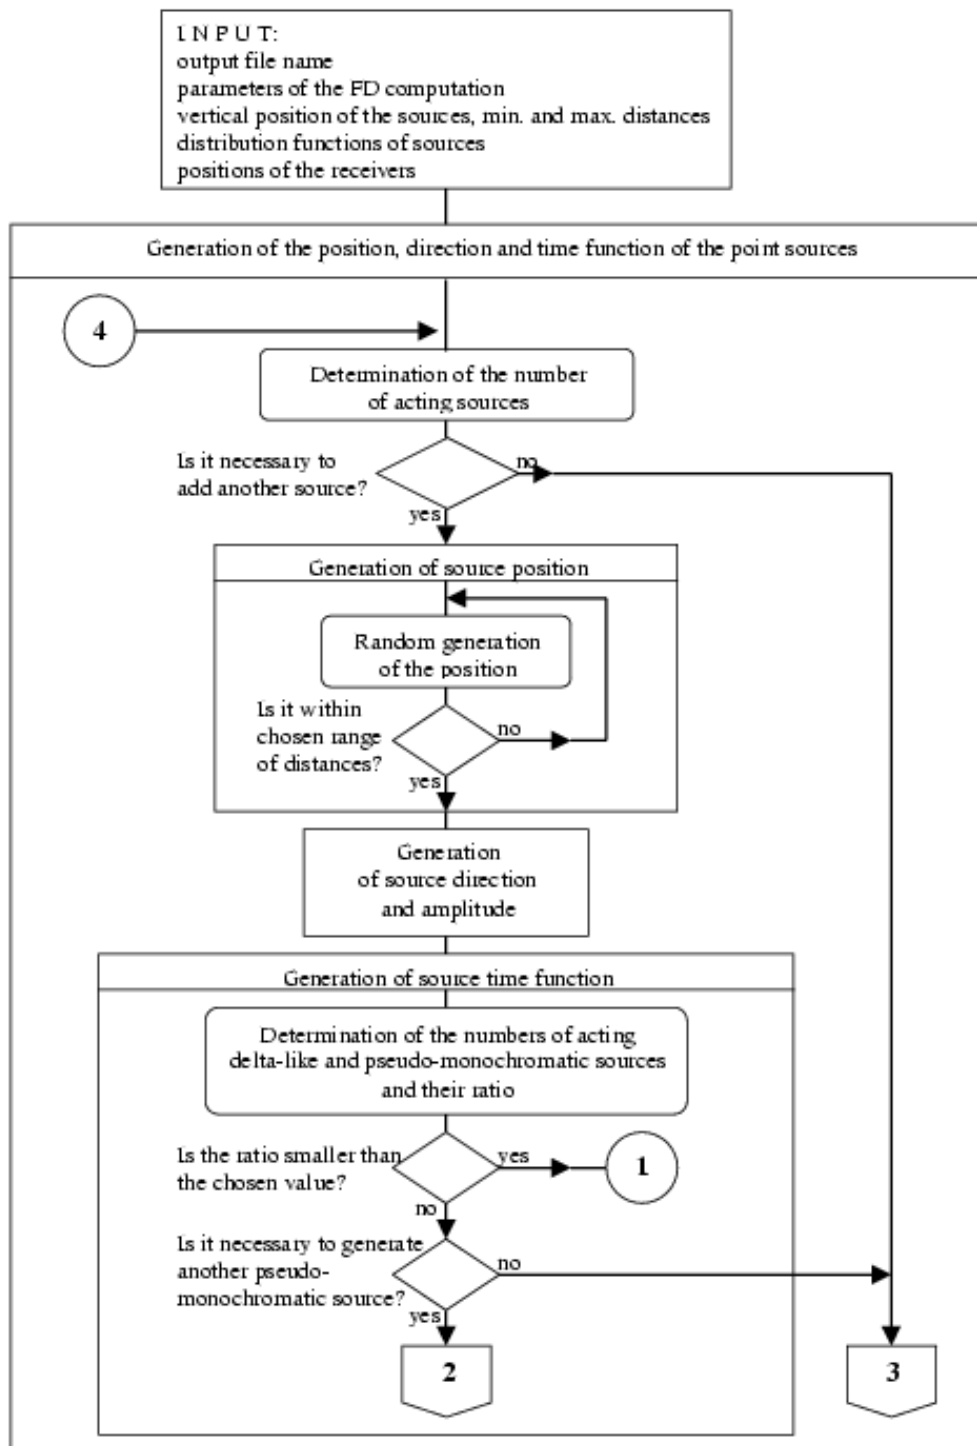 I N P U T:
output file name
parameters of the FD computation
vertical position of the sources, min. and max. distances
distribution functions of sources
positions of the receivers
Generation of the position, direction and time function of the point sources
4
Determination of the number
of acting sources
Is it necessary to
add another source?
no
yes
Generation of source position
Random generation
of the position
Is it within
chosen range
of distances?
no
yes
Generation
of source direction
and amplitude
Generation of source time function
Determination of the numbers of acting
delta-like and pseudo-monochromatic sources
and their ratio
Is the ratio smaller than
the chosen value?
yes
1
no
Is it necessary to generate
another pseudo-
monochromatic source?
no
yes
2
3